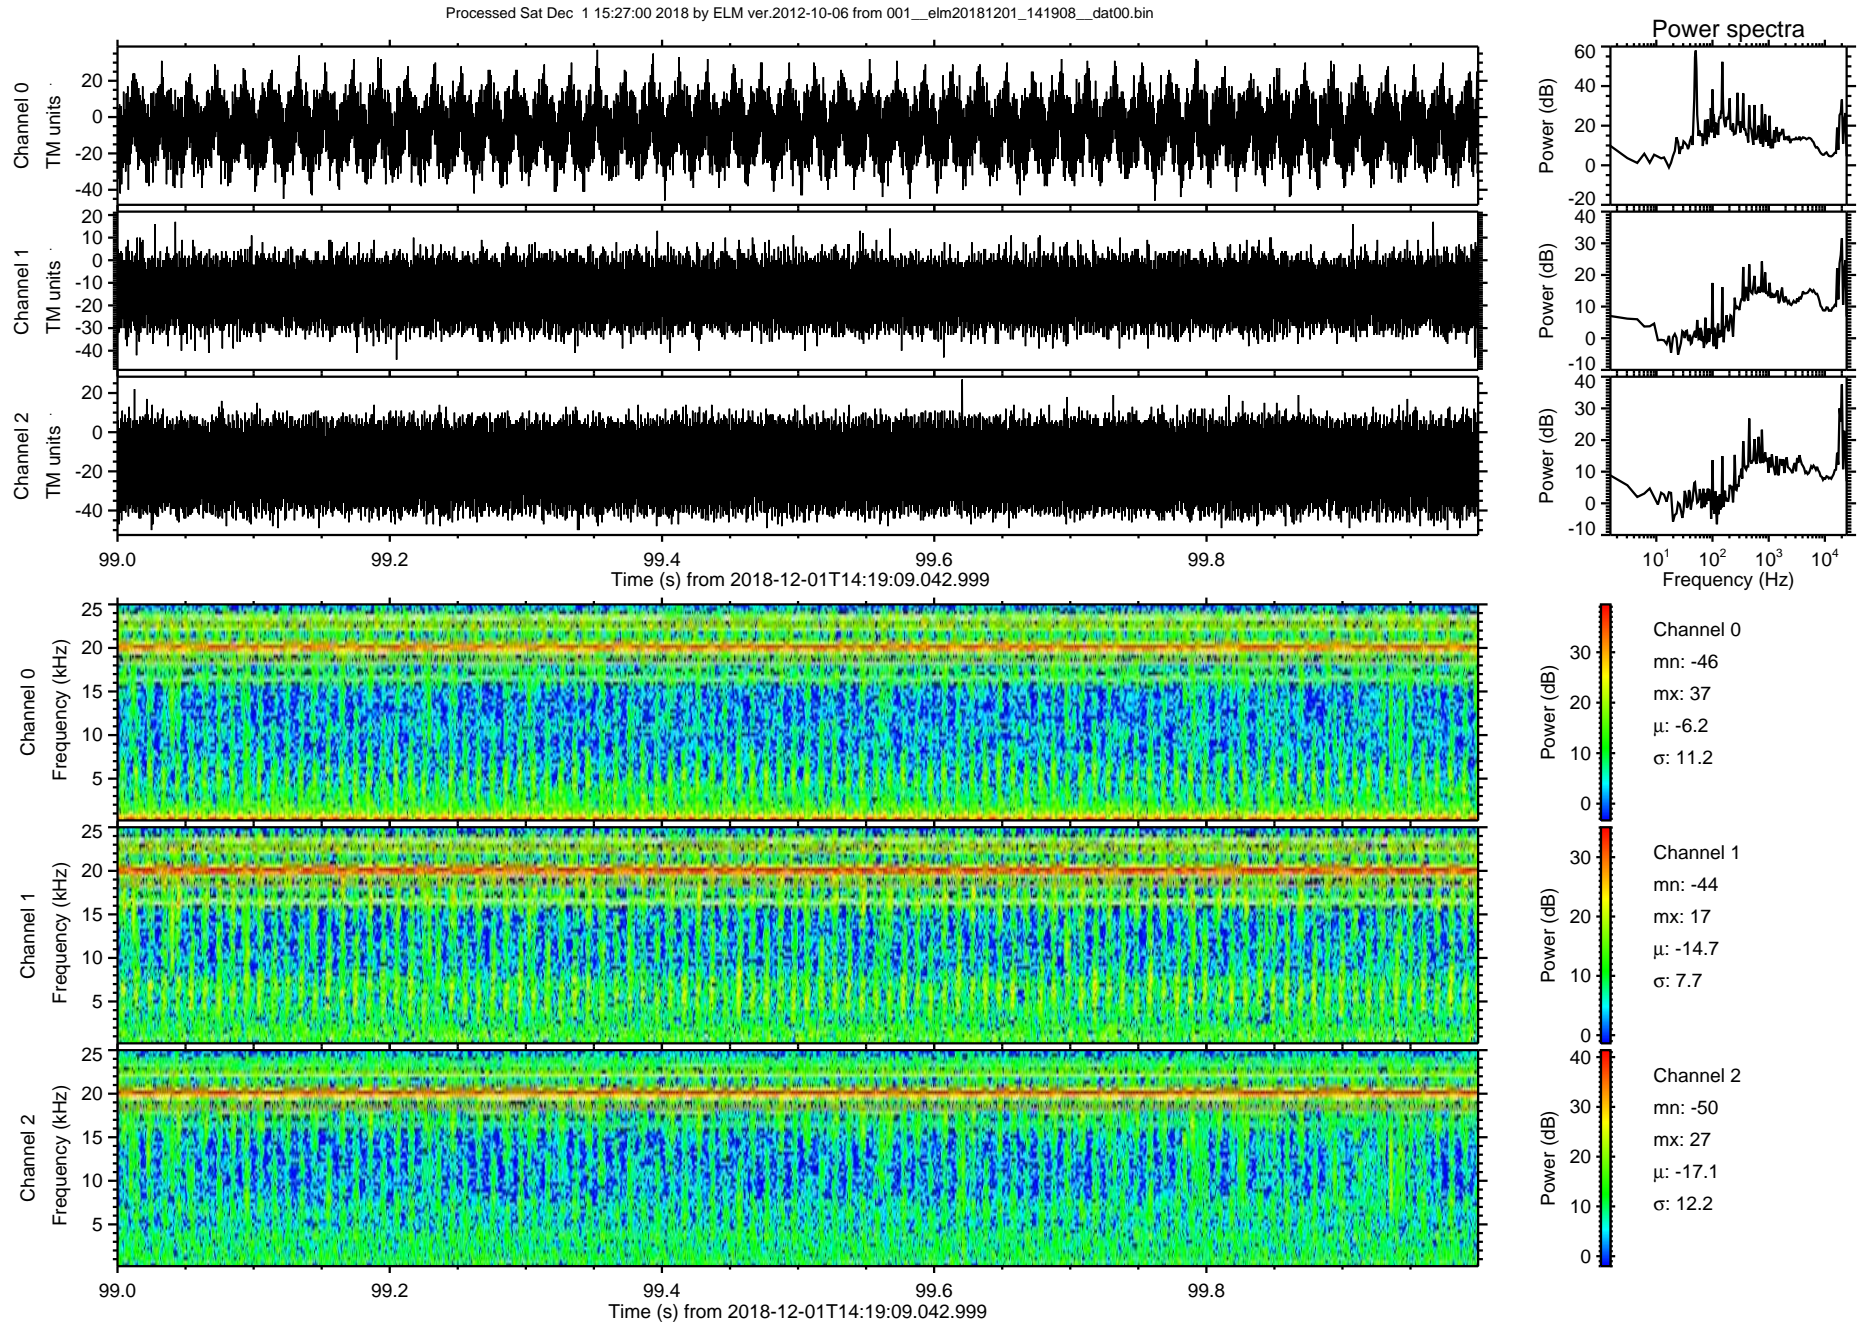 Processed Sat Dec  1 15:27:00 2018 by ELM ver.2012-10-06 from 001__elm20181201_141908__dat00.bin
Power spectra
Channel 0
TM units
20
0
-20
-40
Power (dB)
60
40
20
0
-20
Channel 1
TM units
20
10
0
-10
-20
-30
-40
Power (dB)
40
30
20
10
0
-10
Channel 2
TM units
20
0
-20
-40
Power (dB)
40
30
20
10
0
-10
99.0 99.2 99.4 99.6 99.8
Time (s) from 2018-12-01T14:19:09.042.999
10¹ 10² 10³ 10⁴
Frequency (Hz)
Channel 0
Frequency (kHz)
25
20
15
10
5
Power (dB)
30
20
10
0
Channel 0
mn: -46
mx: 37
μ: -6.2
σ: 11.2
Channel 1
Frequency (kHz)
25
20
15
10
5
Power (dB)
30
20
10
0
Channel 1
mn: -44
mx: 17
μ: -14.7
σ: 7.7
Channel 2
Frequency (kHz)
25
20
15
10
5
Power (dB)
40
30
20
10
0
Channel 2
mn: -50
mx: 27
μ: -17.1
σ: 12.2
99.0 99.2 99.4 99.6 99.8
Time (s) from 2018-12-01T14:19:09.042.999